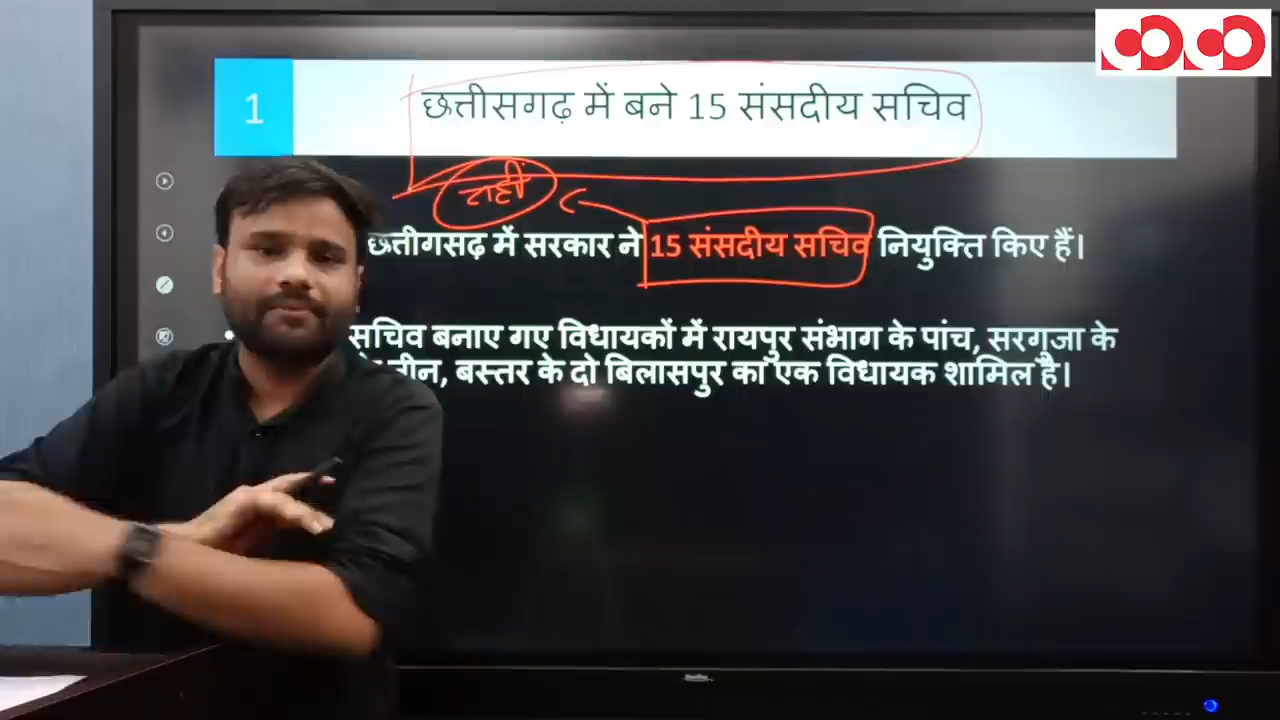 1
छत्तीसगढ़ में बने 15 संसदीय सचिव
नहीं
छत्तीगसढ़ में सरकार ने 15 संसदीय सचिव नियुक्ति किए हैं।
सचिव बनाए गए विधायकों में रायपुर संभाग के पांच, सरगुजा के
तीन, बस्तर के दो बिलासपुर का एक विधायक शामिल है।